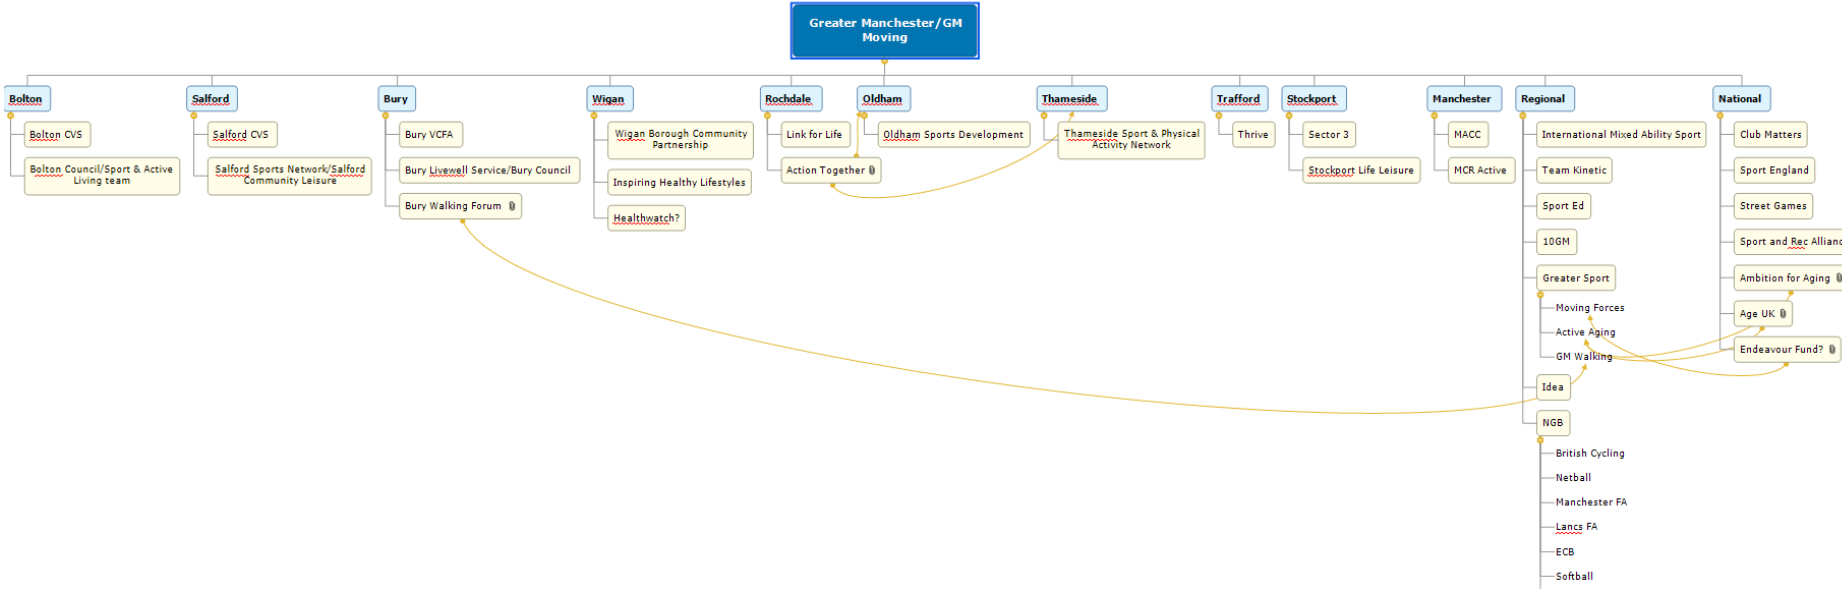 Greater Manchester/GM
Moving
Bolton
Salford
Bury
Wigan
Rochdale
Oldham
Thameside
Trafford
Stockport
Manchester
Regional
National
Bolton CVS
Bolton Council/Sport & Active
Living team
Salford CVS
Salford Sports Network/Salford
Community Leisure
Bury VCFA
Bury Livewell Service/Bury Council
Bury Walking Forum
Wigan Borough Community
Partnership
Inspiring Healthy Lifestyles
Healthwatch?
Link for Life
Action Together
Oldham Sports Development
Thameside Sport & Physical
Activity Network
Thrive
Sector 3
Stockport Life Leisure
MACC
MCR Active
International Mixed Ability Sport
Team Kinetic
Sport Ed
10GM
Greater Sport
Moving Forces
Active Aging
GM Walking
Idea
NGB
British Cycling
Netball
Manchester FA
Lancs FA
ECB
Softball
Club Matters
Sport England
Street Games
Sport and Rec Allianc
Ambition for Aging
Age UK
Endeavour Fund?